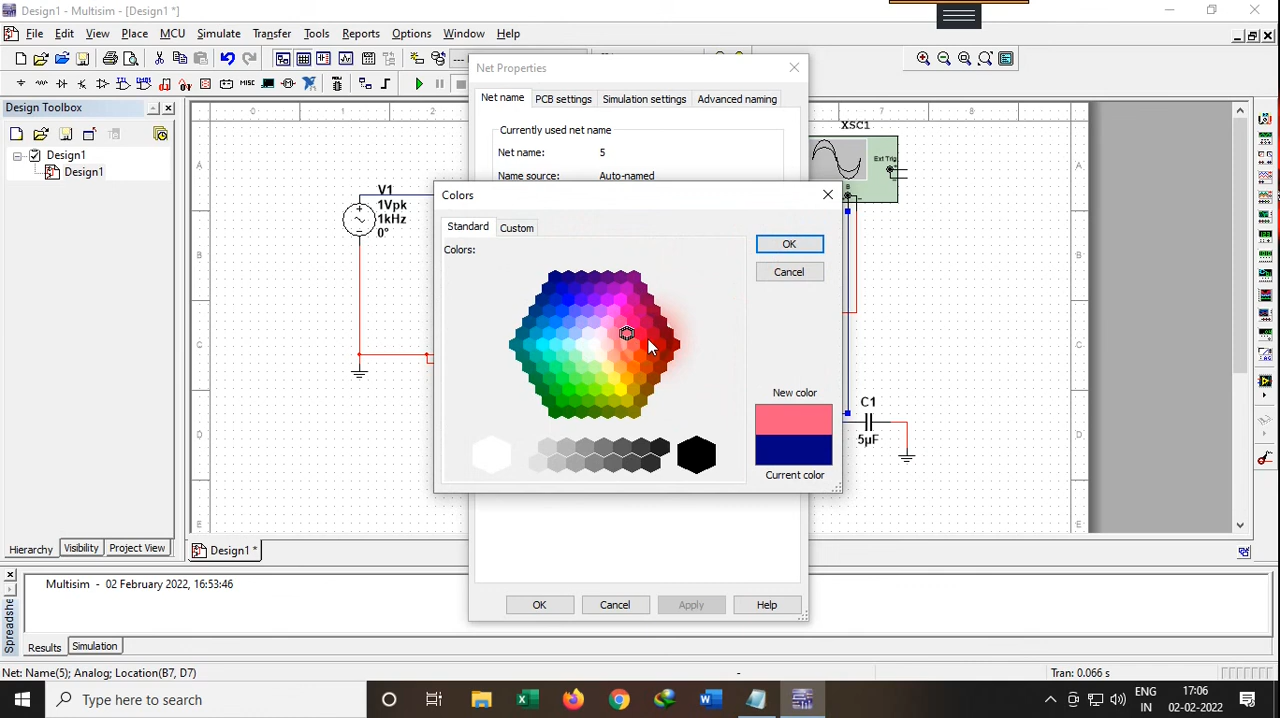 Design1 - Multisim - [Design1 *]
File Edit View Place MCU Simulate Transfer Tools Reports Options Window Help
Design Toolbox
Design1
Design1
Net Properties
Net name PCB settings Simulation settings Advanced naming
Currently used net name
Net name: 5
Net name source: Auto-named
Colors
Standard Custom
Colors:
OK
Cancel
New color
Current color
V1
1Vpk
1kHz
0°
XSC1
Ext Trig
B
C1
5µF
0 1 2 7
A
B
C
D
E
A
B
C
D
E
Hierarchy Visibility Project View
Design1 *
OK Cancel Apply Help
Multisim - 02 February 2022, 16:53:46
Results Simulation
Net: Name(5); Analog; Location(B7, D7)
-
Tran: 0.066 s
Type here to search
ENG
IN
17:06
02-02-2022